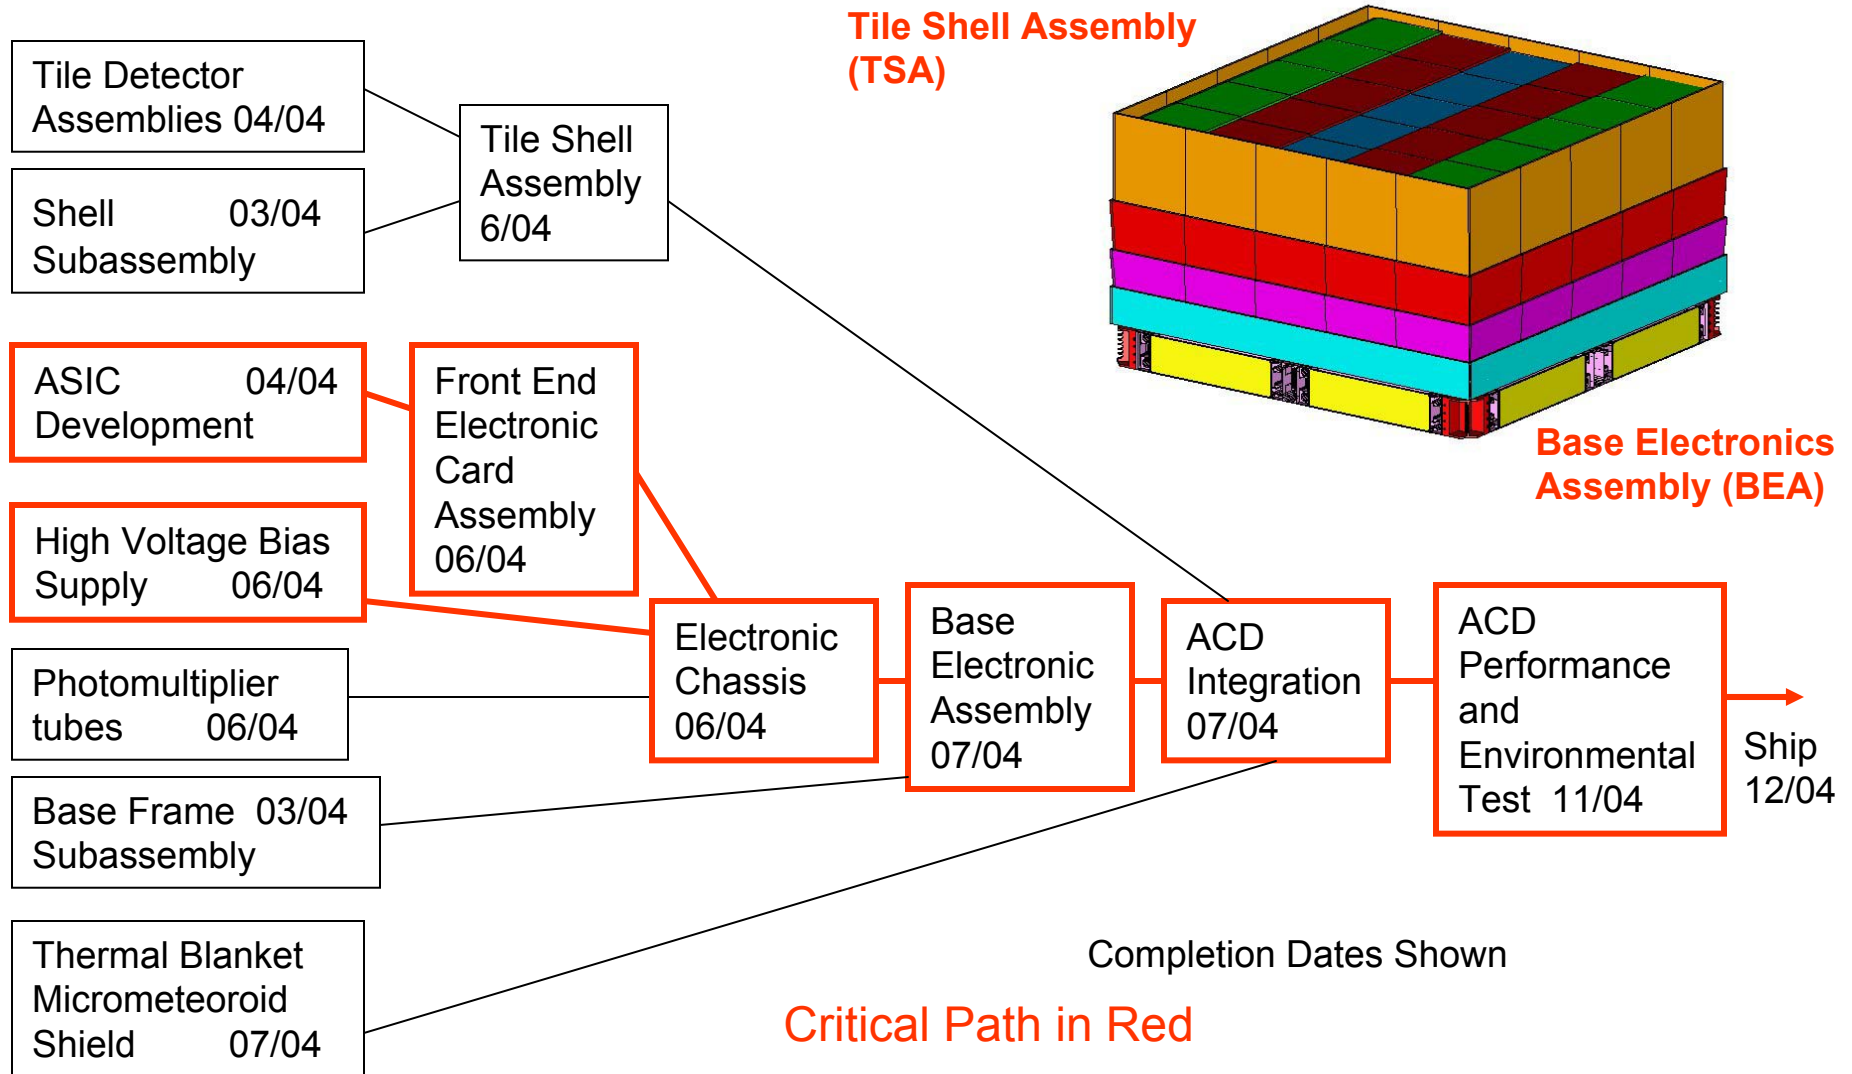 Tile Shell Assembly
(TSA)
Tile Detector
Assemblies 04/04
Tile Shell
Assembly
6/04
Shell 03/04
Subassembly
ASIC 04/04
Development
Front End
Electronic
Card
Assembly
06/04
High Voltage Bias
Supply 06/04
Base Electronics
Assembly (BEA)
Photomultiplier
tubes 06/04
Electronic
Chassis
06/04
Base
Electronic
Assembly
07/04
ACD
Integration
07/04
ACD
Performance
and
Environmental
Test 11/04
Ship
12/04
Base Frame 03/04
Subassembly
Thermal Blanket
Micrometeoroid
Shield 07/04
Completion Dates Shown
Critical Path in Red